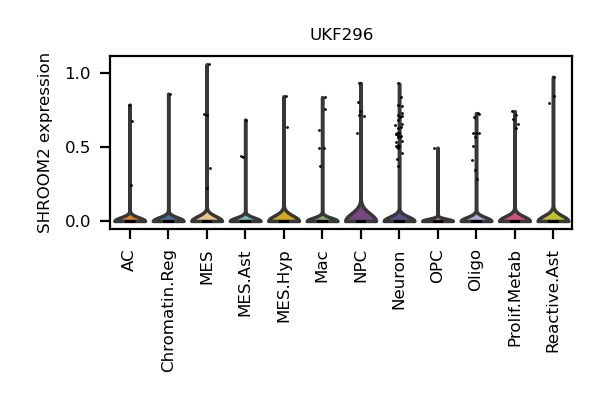 UKF296
SHROOM2 expression
1.0
0.5
0.0
AC
Chromatin.Reg
MES
MES.Ast
MES.Hyp
Mac
NPC
Neuron
OPC
Oligo
Prolif.Metab
Reactive.Ast